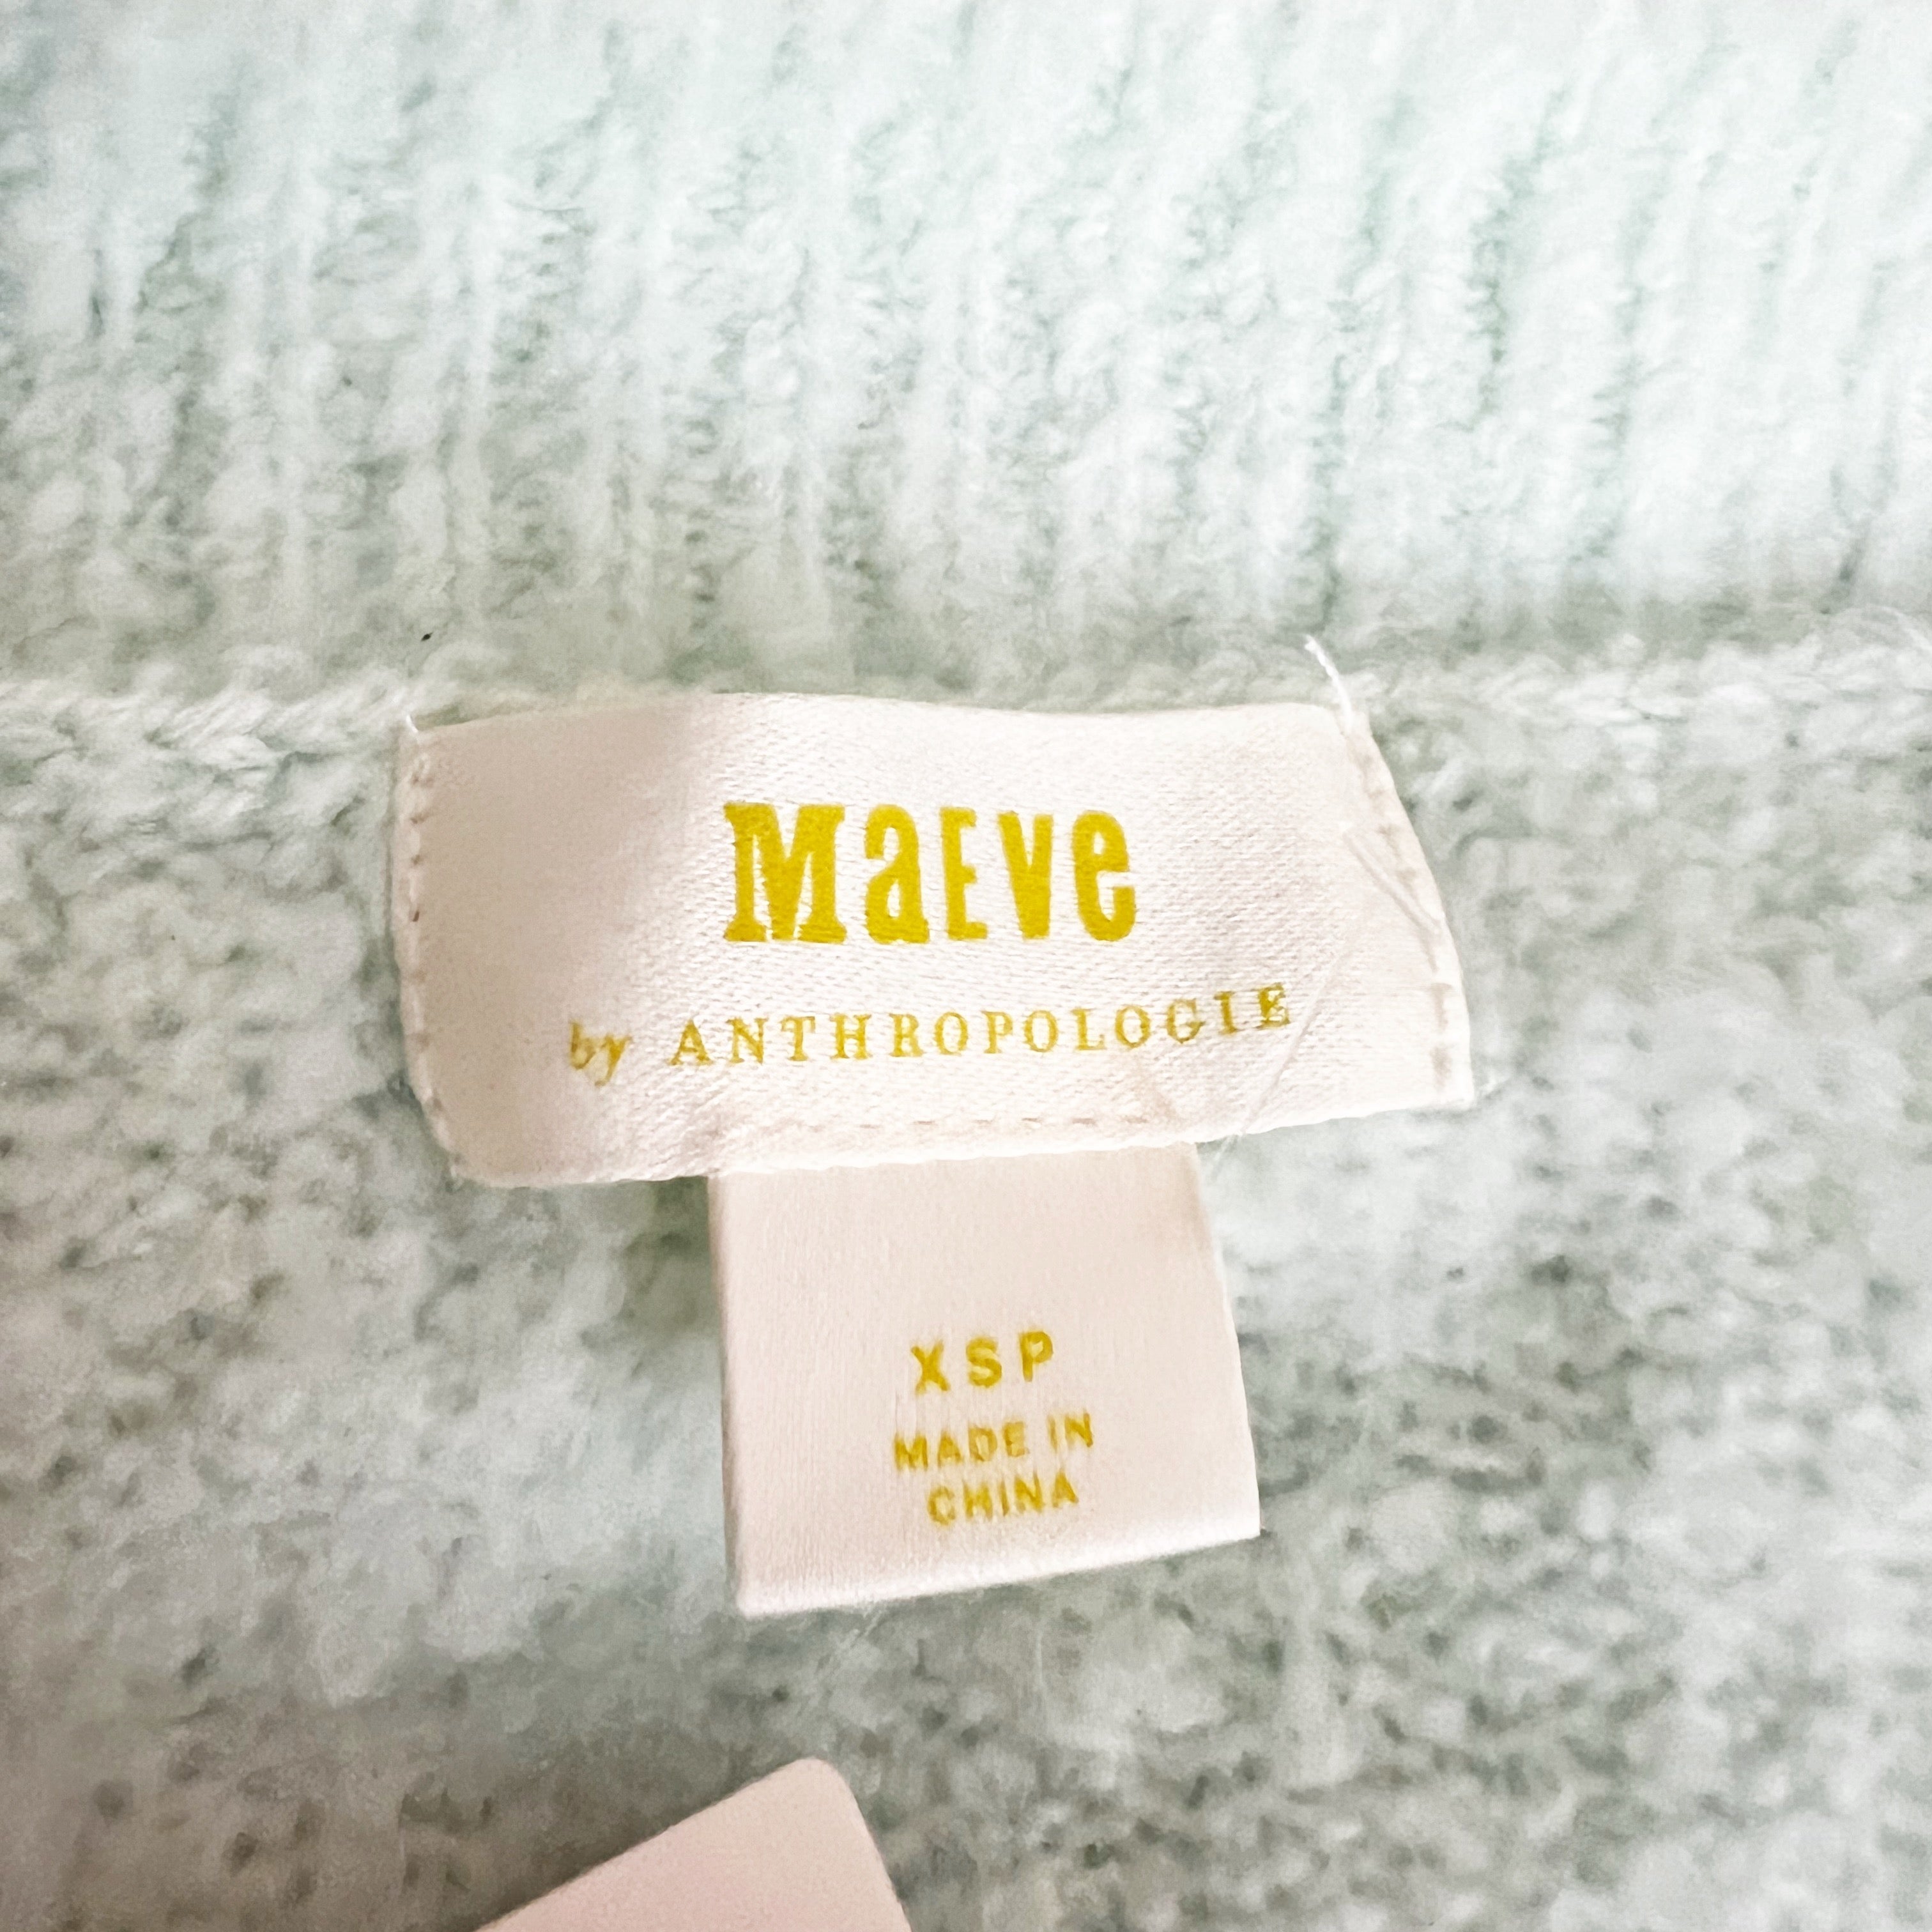 MaEve
by ANTHROPOLOGIE
XSP
MADE IN
CHINA